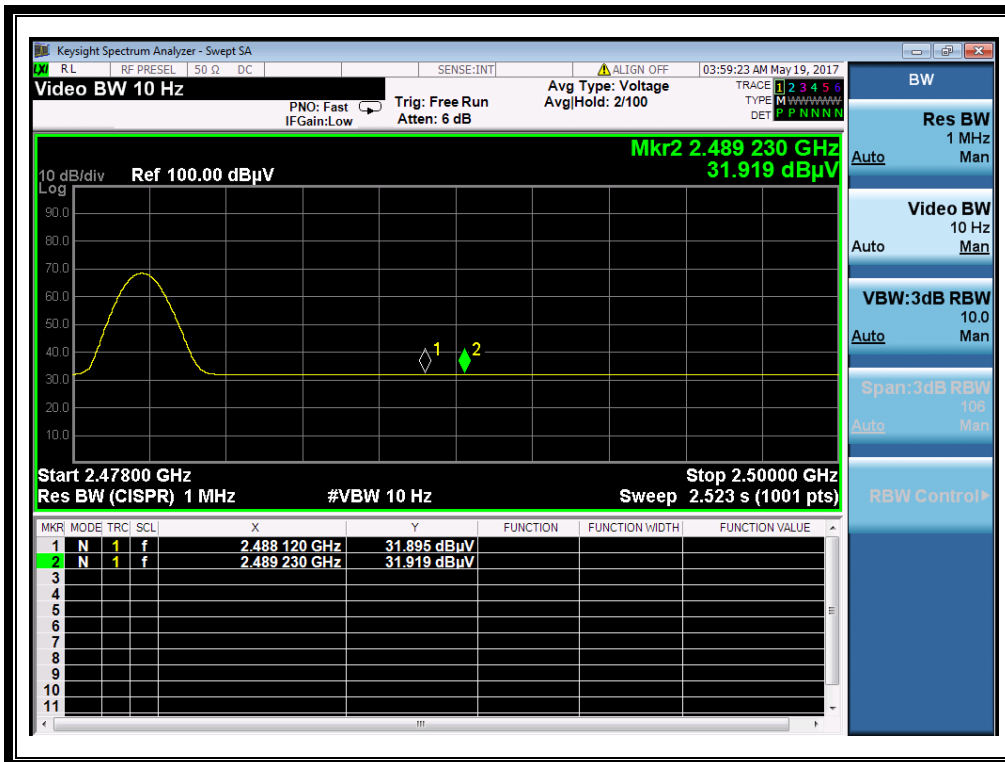 Keysight Spectrum Analyzer - Swept SA
LXI RL RF PRESEL 50 Ω DC SENSE:INT ALIGN OFF 03:59:23 AM May 19, 2017
Video BW 10 Hz
PNO: Fast
IFGain:Low
Trig: Free Run
Atten: 6 dB
Avg Type: Voltage
Avg|Hold: 2/100
TRACE 1 2 3 4 5 6
TYPE M WWWWW
DET P P N N N N
Mkr2 2.489 230 GHz
31.919 dBµV
10 dB/div Ref 100.00 dBµV
Log
90.0
80.0
70.0
60.0
50.0
40.0
30.0
20.0
10.0
1
2
Start 2.47800 GHz Stop 2.50000 GHz
Res BW (CISPR) 1 MHz #VBW 10 Hz Sweep 2.523 s (1001 pts)
MKR MODE TRC SCL X Y FUNCTION FUNCTION WIDTH FUNCTION VALUE
1 N 1 f 2.488 120 GHz 31.895 dBµV
2 N 1 f 2.489 230 GHz 31.919 dBµV
3
4
5
6
7
8
9
10
11
BW
Res BW
1 MHz
Auto Man
Video BW
10 Hz
Auto Man
VBW:3dB RBW
10.0
Auto Man
Span:3dB RBW
106
Auto Man
RBW Control